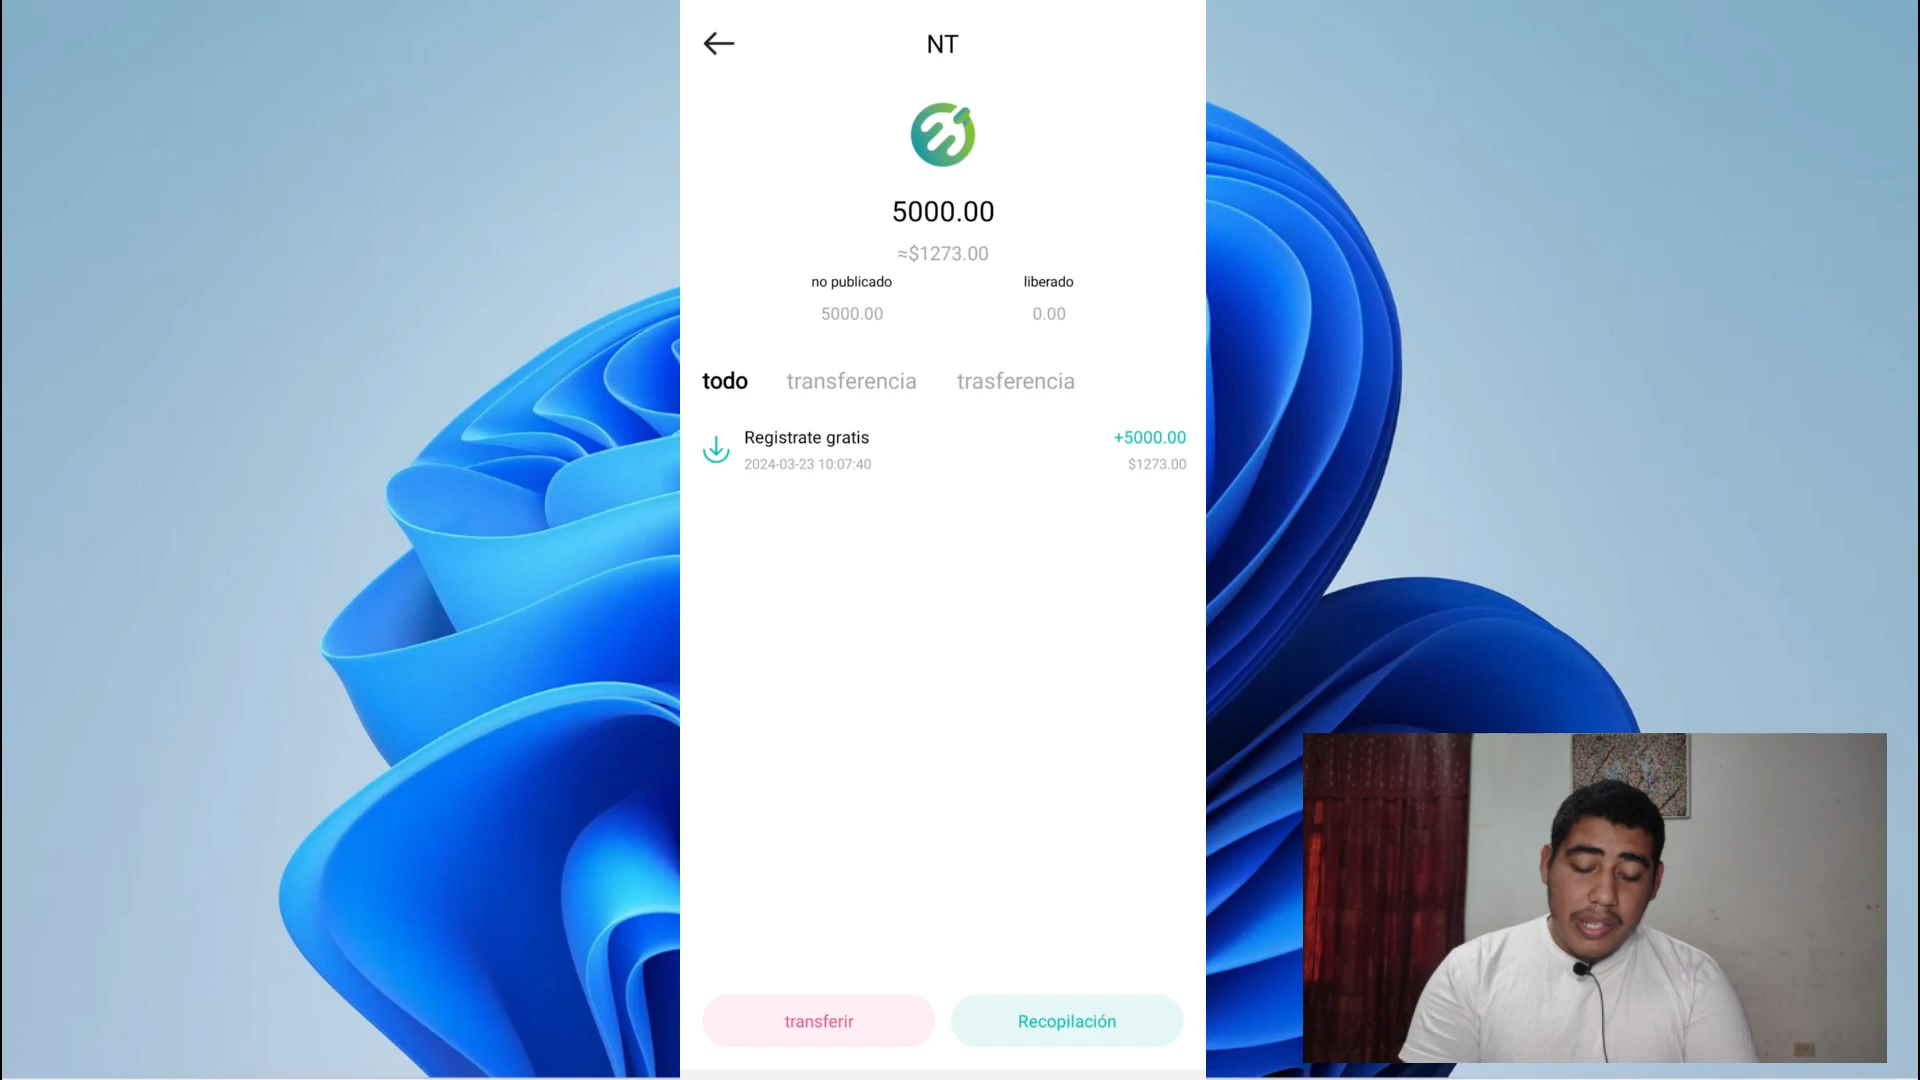 NT
5000.00
≈$1273.00
no publicado liberado
5000.00 0.00
todo transferencia trasferencia
Registrate gratis +5000.00
2024-03-23 10:07:40 $1273.00
transferir Recopilación